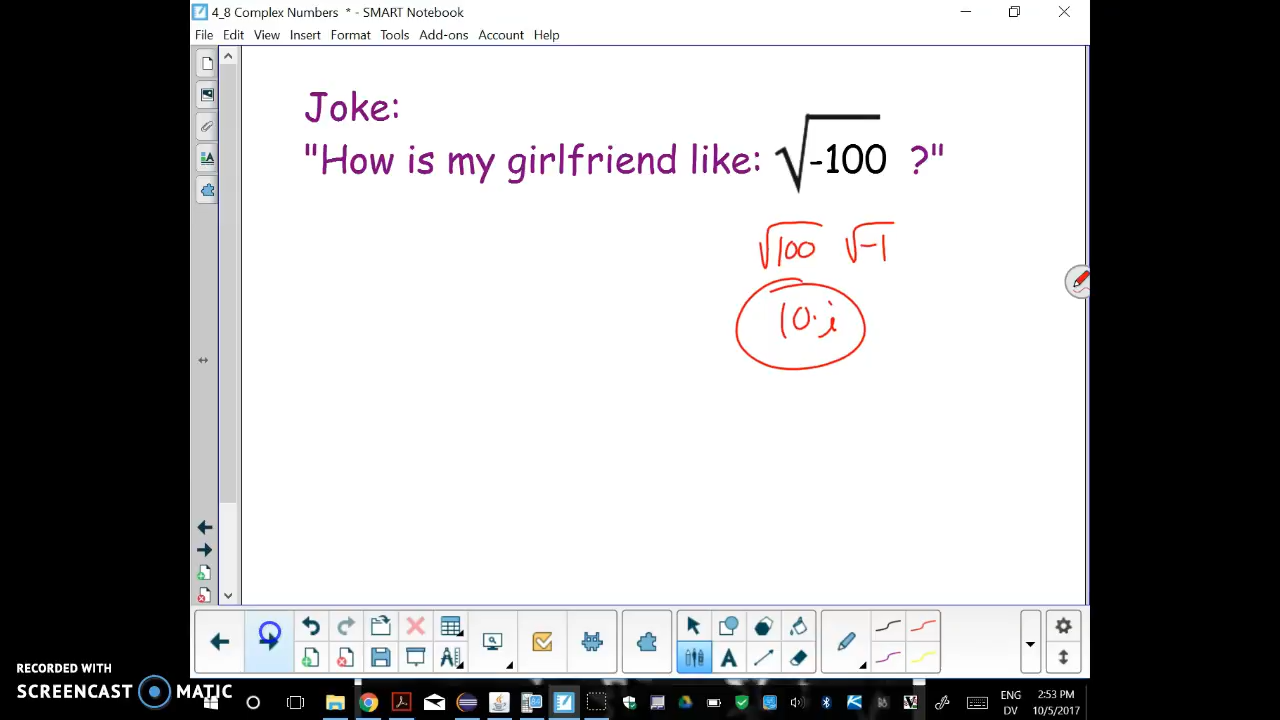 4_8 Complex Numbers * - SMART Notebook
File Edit View Insert Format Tools Add-ons Account Help
Joke:
"How is my girlfriend like: √-100 ?"
√100 √-1
10·i
RECORDED WITH
SCREENCAST MATIC
ENG
DV
2:53 PM
10/5/2017